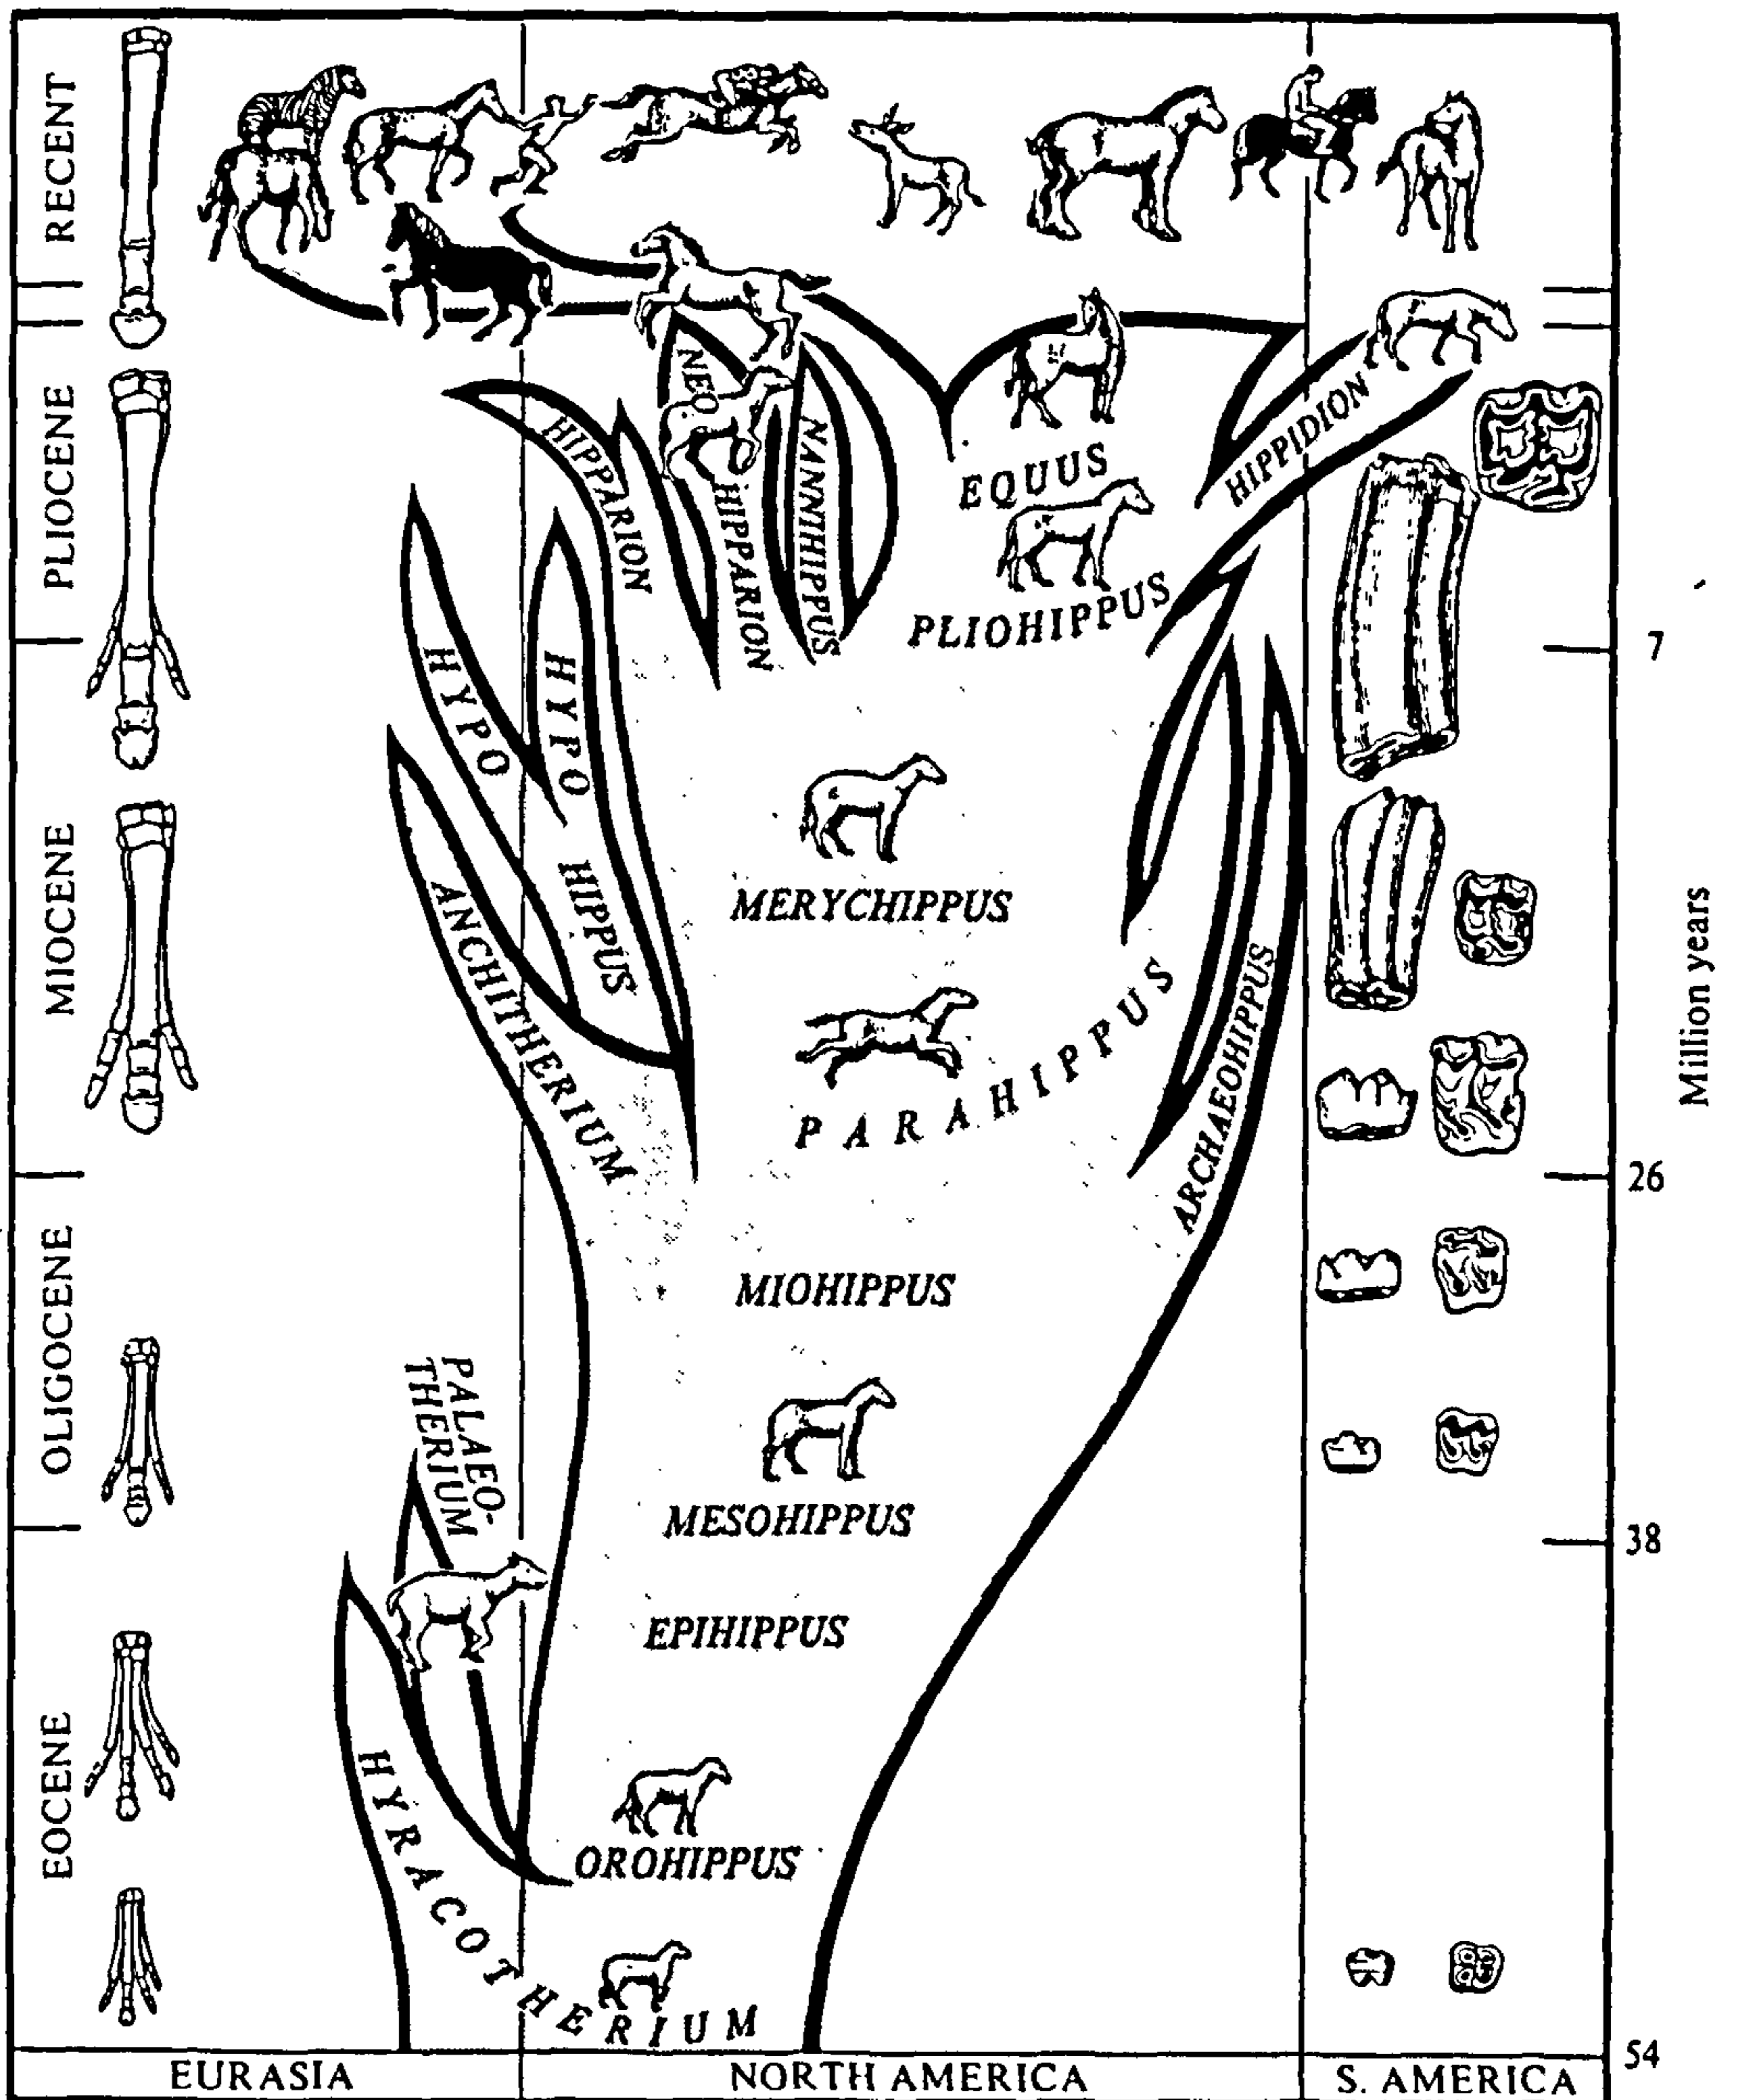 RECENT
PLIOCENE
MIOCENE
OLIGOCENE
EOCENE
NEO
HIPPARION
HIPPARION
NANNIHIPPUS
EQUUS
HIPPIDION
PLIOHIPPUS
HYPO
HYPO
HIPPUS
MERYCHIPPUS
ANCHITHERIUM
PARAHIPPUS
ARCHAEOHIPPUS
MIOHIPPUS
PALAEO-
THERIUM
MESOHIPPUS
EPIHIPPUS
OROHIPPUS
HYRACOTHERIUM
7
26
38
54
Million years
EURASIA
NORTH AMERICA
S. AMERICA